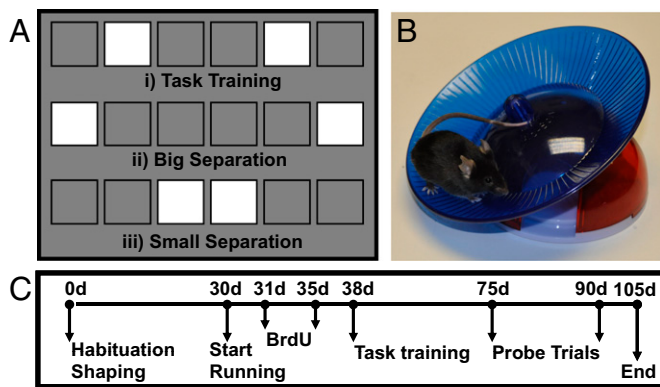 A
i) Task Training
ii) Big Separation
iii) Small Separation
B
C
0d 30d 31d 35d 38d 75d 90d 105d
Habituation Shaping
Start Running
BrdU
Task training
Probe Trials
End